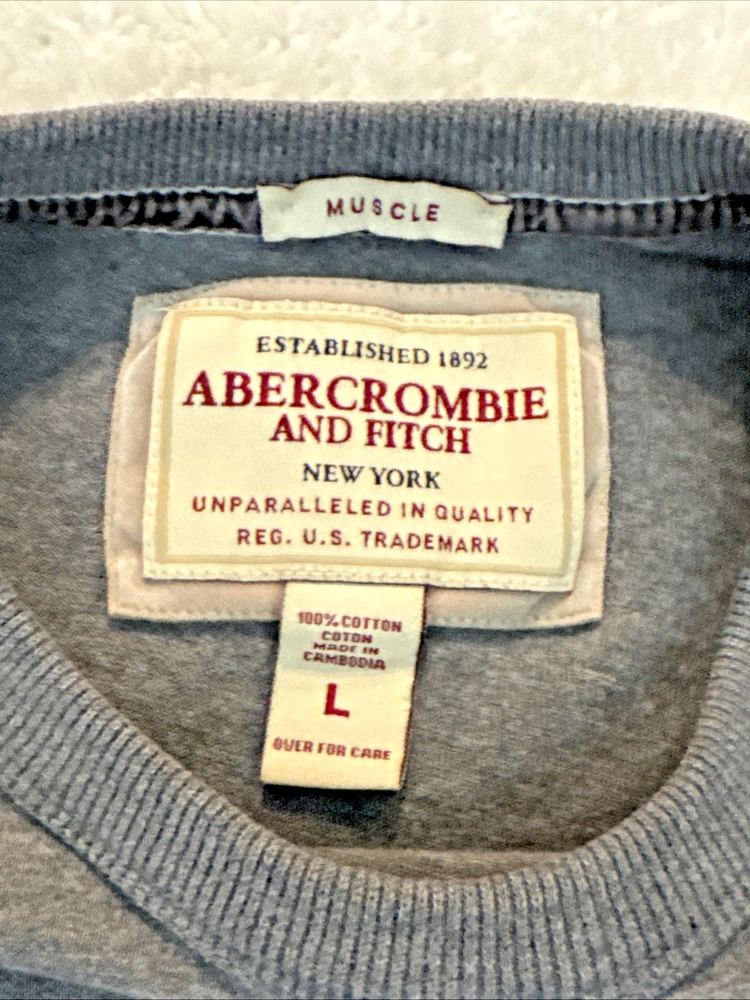 MUSCLE
ESTABLISHED 1892
ABERCROMBIE
AND FITCH
NEW YORK
UNPARALLELED IN QUALITY
REG. U.S. TRADEMARK
100% COTTON
COTON
MADE IN
CAMBODIA
L
OVER FOR CARE